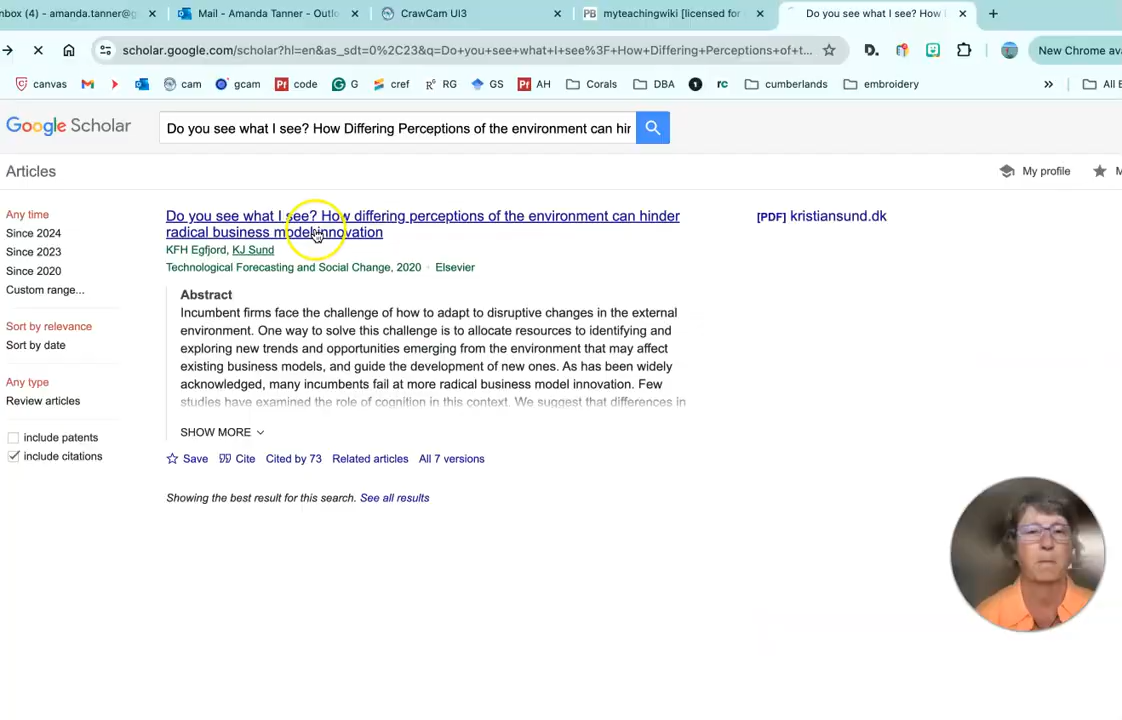 nbox (4) - amanda.tanner@g
Mail - Amanda Tanner - Outlo
CrawCam UI3
PB myteachingwiki [licensed for
Do you see what I see? How I
scholar.google.com/scholar?hl=en&as_sdt=0%2C23&q=Do+you+see+what+I+see%3F+How+Differing+Perceptions+of+t...
D.
New Chrome ava
canvas
cam
gcam
Pf code
G
cref
RG
GS
Pf AH
Corals
DBA
1
rc
cumberlands
embroidery
»
All E
Google Scholar
Do you see what I see? How Differing Perceptions of the environment can hir
Articles
My profile
M
Any time
Since 2024
Since 2023
Since 2020
Custom range...
Sort by relevance
Sort by date
Any type
Review articles
include patents
include citations
Do you see what I see? How differing perceptions of the environment can hinder
radical business model innovation
KFH Egfjord, KJ Sund
Technological Forecasting and Social Change, 2020 · Elsevier
Abstract
Incumbent firms face the challenge of how to adapt to disruptive changes in the external
environment. One way to solve this challenge is to allocate resources to identifying and
exploring new trends and opportunities emerging from the environment that may affect
existing business models, and guide the development of new ones. As has been widely
acknowledged, many incumbents fail at more radical business model innovation. Few
studies have examined the role of cognition in this context. We suggest that differences in
SHOW MORE
Save
Cite
Cited by 73
Related articles
All 7 versions
Showing the best result for this search. See all results
[PDF] kristiansund.dk